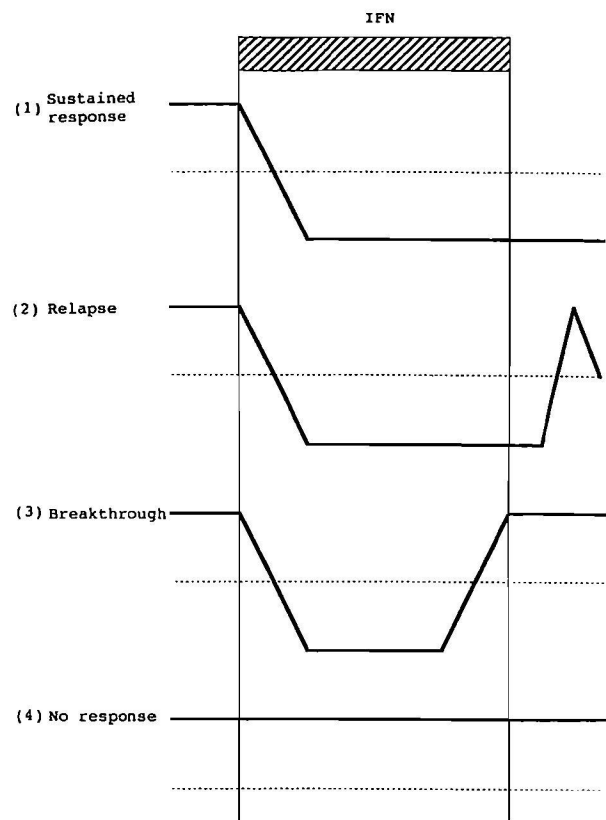 IFN
(1) Sustained
response
(2) Relapse
(3) Breakthrough
(4) No response